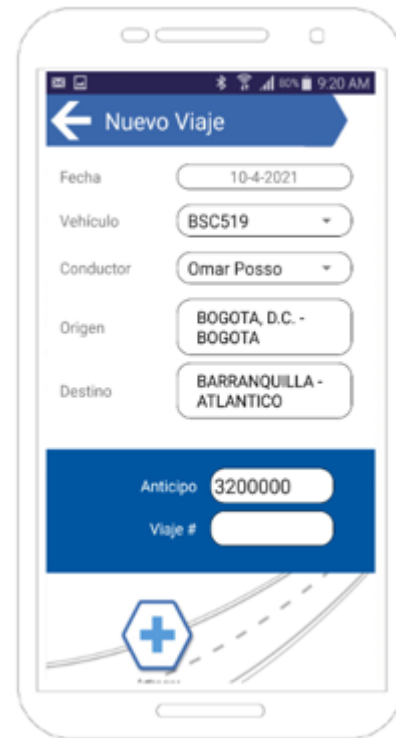 80% 9:20 AM
Nuevo Viaje
Fecha 10-4-2021
Vehículo BSC519
Conductor Omar Posso
Origen BOGOTA, D.C. -
BOGOTA
Destino BARRANQUILLA -
ATLANTICO
Anticipo 3200000
Viaje #